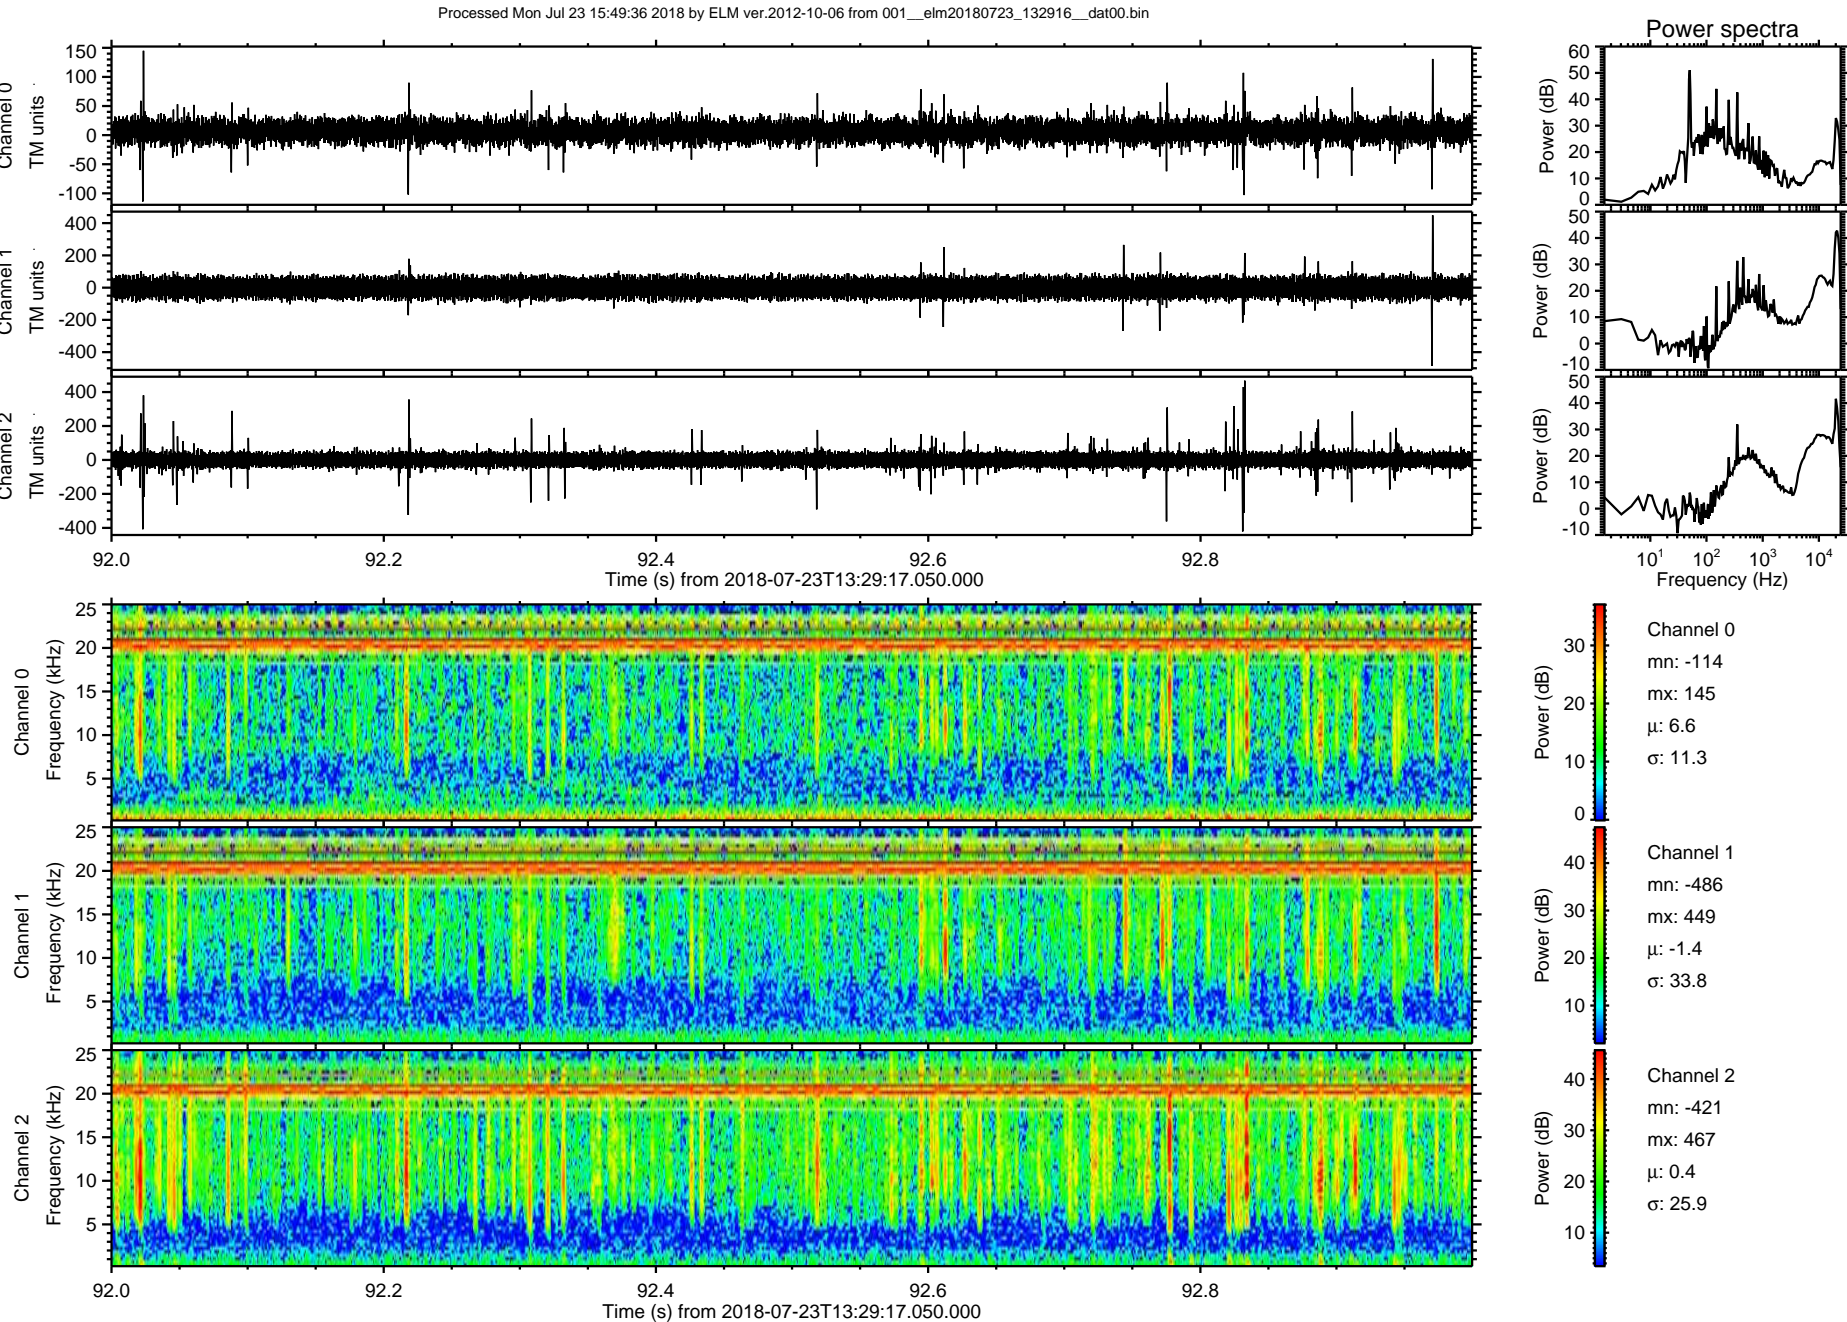 Processed Mon Jul 23 15:49:36 2018 by ELM ver.2012-10-06 from 001__elm20180723_132916__dat00.bin
Power spectra
Channel 0
TM units
150
100
50
0
-50
-100
Power (dB)
60
50
40
30
20
10
0
Channel 1
TM units
400
200
0
-200
-400
Power (dB)
50
40
30
20
10
0
-10
Channel 2
TM units
400
200
0
-200
-400
Power (dB)
50
40
30
20
10
0
-10
92.0 92.2 92.4 92.6 92.8
Time (s) from 2018-07-23T13:29:17.050.000
10¹ 10² 10³ 10⁴
Frequency (Hz)
Channel 0
Frequency (kHz)
25
20
15
10
5
Power (dB)
30
20
10
0
Channel 0
mn: -114
mx: 145
μ: 6.6
σ: 11.3
Channel 1
Frequency (kHz)
25
20
15
10
5
Power (dB)
40
30
20
10
Channel 1
mn: -486
mx: 449
μ: -1.4
σ: 33.8
Channel 2
Frequency (kHz)
25
20
15
10
5
Power (dB)
40
30
20
10
Channel 2
mn: -421
mx: 467
μ: 0.4
σ: 25.9
92.0 92.2 92.4 92.6 92.8
Time (s) from 2018-07-23T13:29:17.050.000